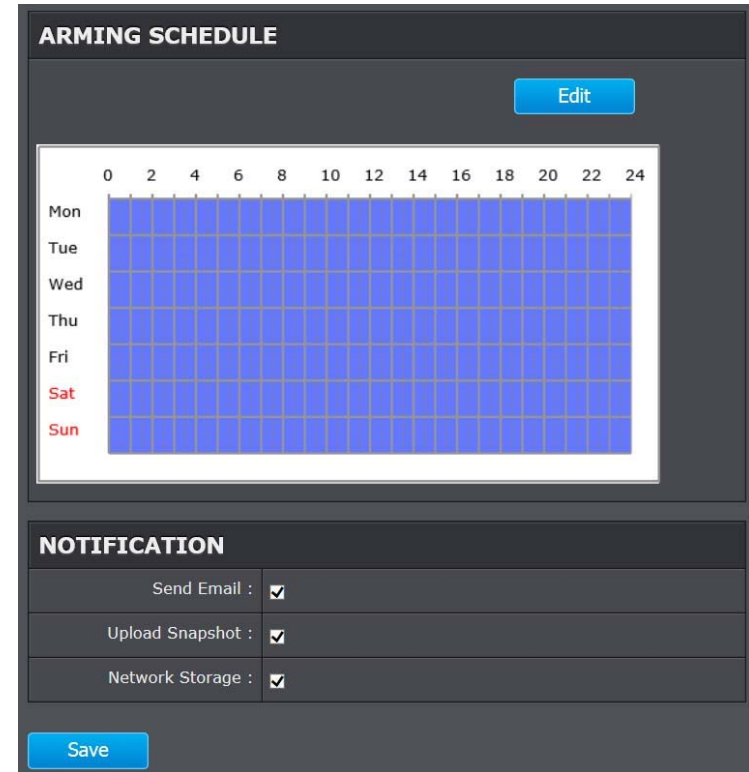 ARMING SCHEDULE
Edit
0 2 4 6 8 10 12 14 16 18 20 22 24
Mon
Tue
Wed
Thu
Fri
Sat
Sun
NOTIFICATION
Send Email :
Upload Snapshot :
Network Storage :
Save